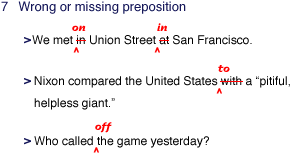 7 Wrong or missing preposition
on in
>We met in Union Street at San Francisco.
^ ^
to
>Nixon compared the United States with a “pitiful,
^
helpless giant.”
off
>Who called the game yesterday?
^